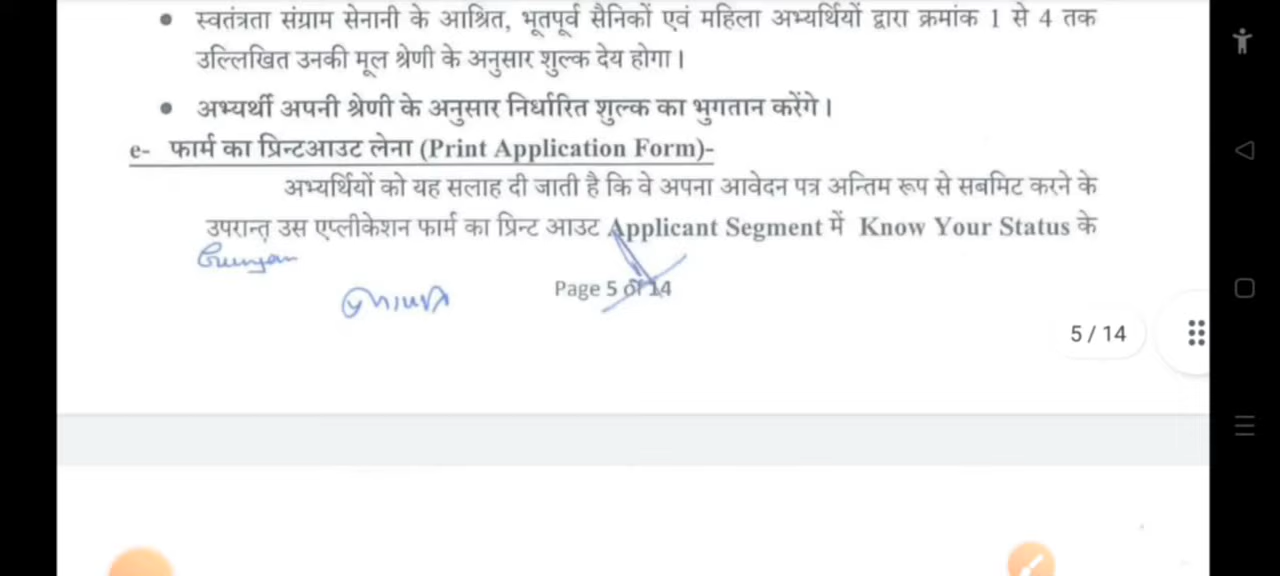 • स्वतंत्रता संग्राम सेनानी के आश्रित, भूतपूर्व सैनिकों एवं महिला अभ्यर्थियों द्वारा क्रमांक 1 से 4 तक
उल्लिखित उनकी मूल श्रेणी के अनुसार शुल्क देय होगा।
• अभ्यर्थी अपनी श्रेणी के अनुसार निर्धारित शुल्क का भुगतान करेंगे।
e- फार्म का प्रिन्टआउट लेना (Print Application Form)-
अभ्यर्थियों को यह सलाह दी जाती है कि वे अपना आवेदन पत्र अन्तिम रूप से सबमिट करने के
उपरान्त उस एप्लीकेशन फार्म का प्रिन्ट आउट Applicant Segment में Know Your Status के
Page 5 of 14
5 / 14